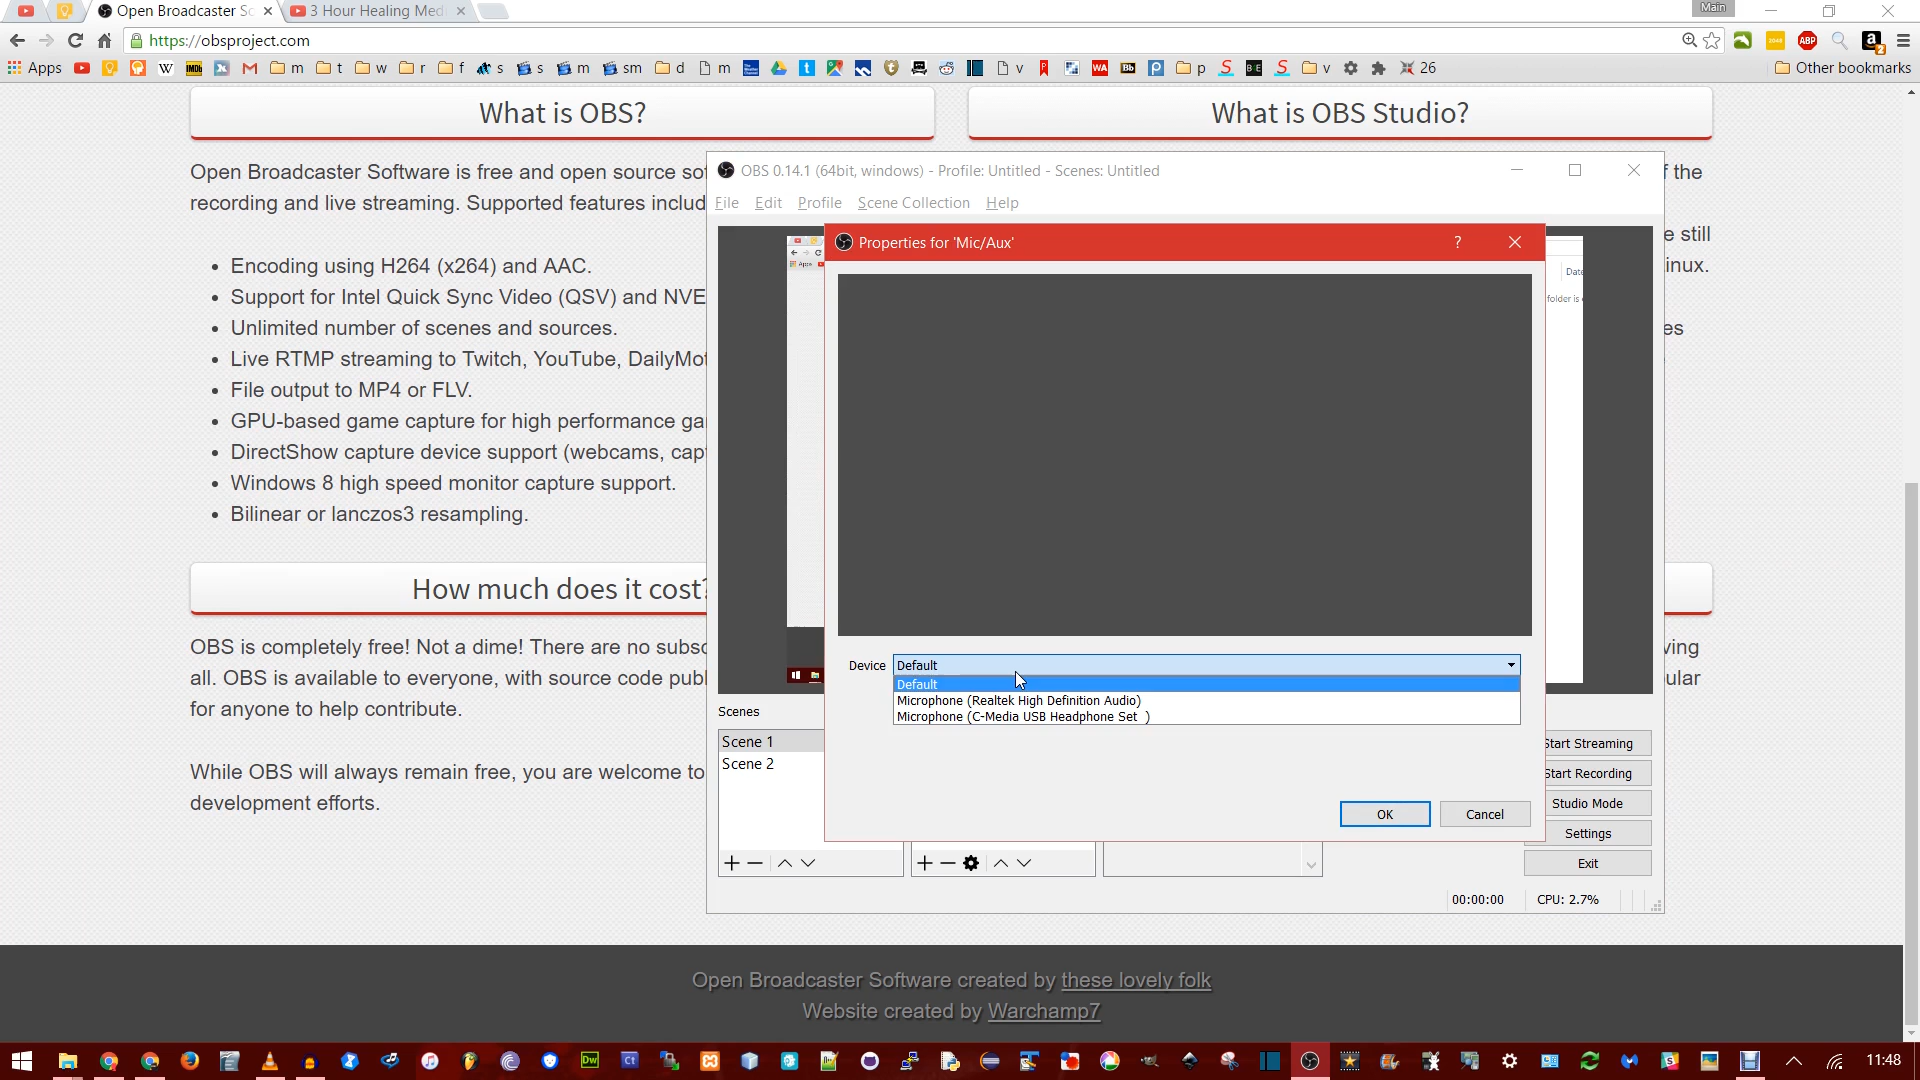 Open Broadcaster So
3 Hour Healing Med
Main
https://obsproject.com
Apps
m
t
w
r
f
s
s
m
sm
d
m
v
p
v
26
Other bookmarks
What is OBS?
What is OBS Studio?
Open Broadcaster Software is free and open source sof
f the
recording and live streaming. Supported features includ
e still
inux.
Encoding using H264 (x264) and AAC.
Support for Intel Quick Sync Video (QSV) and NVE
Unlimited number of scenes and sources.
es
Live RTMP streaming to Twitch, YouTube, DailyMot
File output to MP4 or FLV.
GPU-based game capture for high performance ga
DirectShow capture device support (webcams, cap
Windows 8 high speed monitor capture support.
Bilinear or lanczos3 resampling.
How much does it cost?
OBS is completely free! Not a dime! There are no subsc
ving
all. OBS is available to everyone, with source code publ
ular
for anyone to help contribute.
While OBS will always remain free, you are welcome to
development efforts.
OBS 0.14.1 (64bit, windows) - Profile: Untitled - Scenes: Untitled
File Edit Profile Scene Collection Help
Properties for 'Mic/Aux'
?
Apps
Date
folder is
Device
Default
Default
Microphone (Realtek High Definition Audio)
Microphone (C-Media USB Headphone Set )
OK
Cancel
Scenes
Scene 1
Scene 2
Start Streaming
Start Recording
Studio Mode
Settings
Exit
00:00:00
CPU: 2.7%
Open Broadcaster Software created by these lovely folk
Website created by Warchamp7
11:48